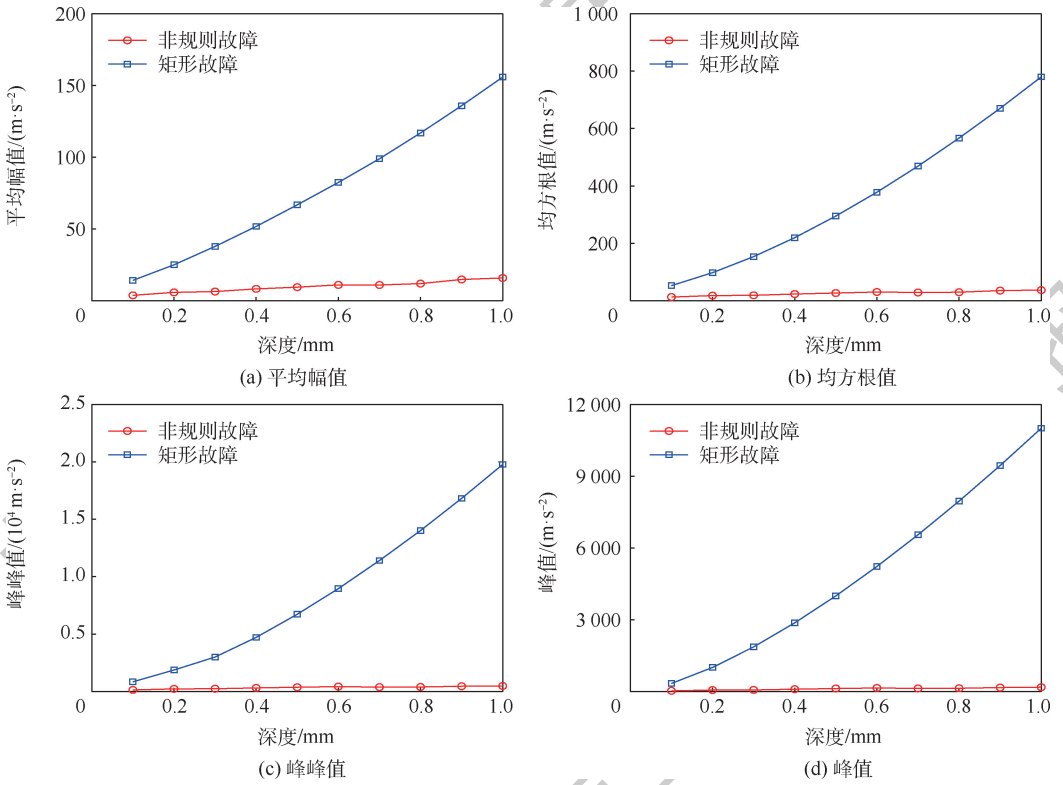 200
150
100
50
0
0.2
0.4
0.6
0.8
1.0
平均幅值/(m·s⁻²)
非规则故障
矩形故障
深度/mm
(a) 平均幅值
1 000
800
600
400
200
0
0.2
0.4
0.6
0.8
1.0
均方根值/(m·s⁻²)
非规则故障
矩形故障
深度/mm
(b) 均方根值
2.5
2.0
1.5
1.0
0.5
0
0.2
0.4
0.6
0.8
1.0
峰峰值/(10⁴ m·s⁻²)
非规则故障
矩形故障
深度/mm
(c) 峰峰值
12 000
9 000
6 000
3 000
0
0.2
0.4
0.6
0.8
1.0
峰值/(m·s⁻²)
非规则故障
矩形故障
深度/mm
(d) 峰值